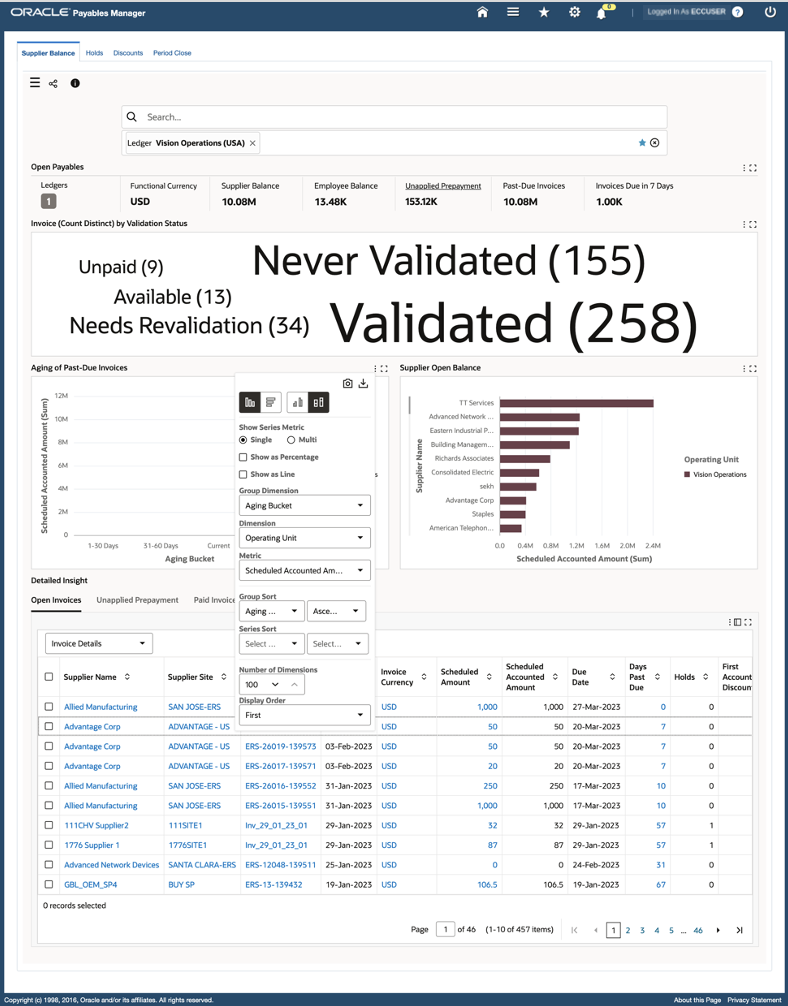 ORACLE Payables Manager
0
Logged In As ECCUSER
Supplier Balance Holds Discounts Period Close
Search...
Ledger Vision Operations (USA)
Open Payables
Ledgers Functional Currency Supplier Balance Employee Balance Unapplied Prepayment Past-Due Invoices Invoices Due in 7 Days
1 USD 10.08M 13.48K 153.12K 10.08M 1.00K
Invoice (Count Distinct) by Validation Status
Unpaid (9)
Never Validated (155)
Available (13)
Needs Revalidation (34)
Validated (258)
Aging of Past-Due Invoices
Scheduled Accounted Amount (Sum)
12M
10M
8M
6M
4M
2M
0
1-30 Days 31-60 Days Current
Aging Bucket
Show Series Metric
Single Multi
Show as Percentage
Show as Line
Group Dimension
Aging Bucket
Dimension
Operating Unit
Metric
Scheduled Accounted Am...
Group Sort
Aging ... Asce...
Series Sort
Select ... Select...
Number of Dimensions
100
Display Order
First
s
Supplier Open Balance
Supplier Name
TT Services
Advanced Network ...
Eastern Industrial P...
Building Managem...
Richards Associates
Consolidated Electric
sekh
Advantage Corp
Staples
American Telephon...
0.0 0.4M 0.8M 1.2M 1.6M 2.0M 2.4M
Scheduled Accounted Amount (Sum)
Operating Unit
Vision Operations
Detailed Insight
Open Invoices Unapplied Prepayment Paid Invoice
Invoice Details
Supplier Name Supplier Site Invoice Currency Scheduled Amount Scheduled Accounted Amount Due Date Days Past Due Holds First Account Discoun
Allied Manufacturing SAN JOSE-ERS USD 1,000 1,000 27-Mar-2023 0 0
Advantage Corp ADVANTAGE - US USD 50 50 20-Mar-2023 7 0
Advantage Corp ADVANTAGE - US ERS-26019-139573 03-Feb-2023 USD 50 50 20-Mar-2023 7 0
Advantage Corp ADVANTAGE - US ERS-26017-139571 03-Feb-2023 USD 20 20 20-Mar-2023 7 0
Allied Manufacturing SAN JOSE-ERS ERS-26016-139552 31-Jan-2023 USD 250 250 17-Mar-2023 10 0
Allied Manufacturing SAN JOSE-ERS ERS-26015-139551 31-Jan-2023 USD 1,000 1,000 17-Mar-2023 10 0
111CHV Supplier2 111SITE1 Inv_29_01_23_01 29-Jan-2023 USD 32 32 29-Jan-2023 57 1
1776 Supplier 1 1776SITE1 Inv_29_01_23_01 29-Jan-2023 USD 87 87 29-Jan-2023 57 1
Advanced Network Devices SANTA CLARA-ERS ERS-12048-139511 25-Jan-2023 USD 0 0 24-Feb-2023 31 0
GBL_OEM_SP4 BUY SP ERS-13-139432 19-Jan-2023 USD 106.5 106.5 19-Jan-2023 67 0
0 records selected
Page 1 of 46 (1-10 of 457 items) 1 2 3 4 5 ... 46
Copyright (c) 1998, 2016, Oracle and/or its affiliates. All rights reserved. About this Page Privacy Statement